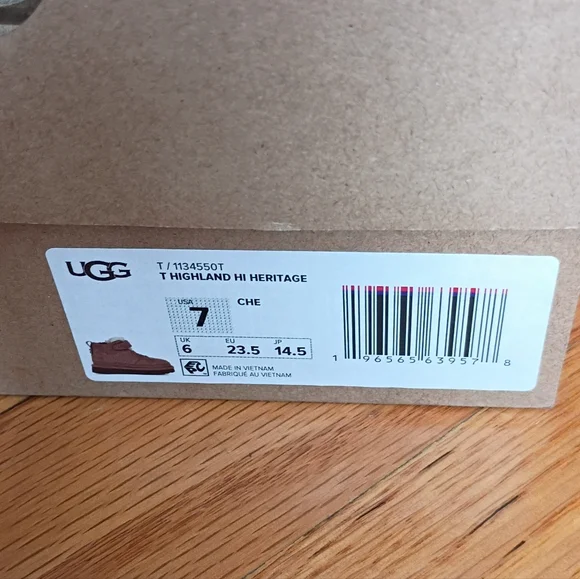 UGG
T / 1134550T
T HIGHLAND HI HERITAGE
USA
7
CHE
UK EU JP
6 23.5 14.5
MADE IN VIETNAM
FABRIQUÉ AU VIETNAM
1 96565 63957 8